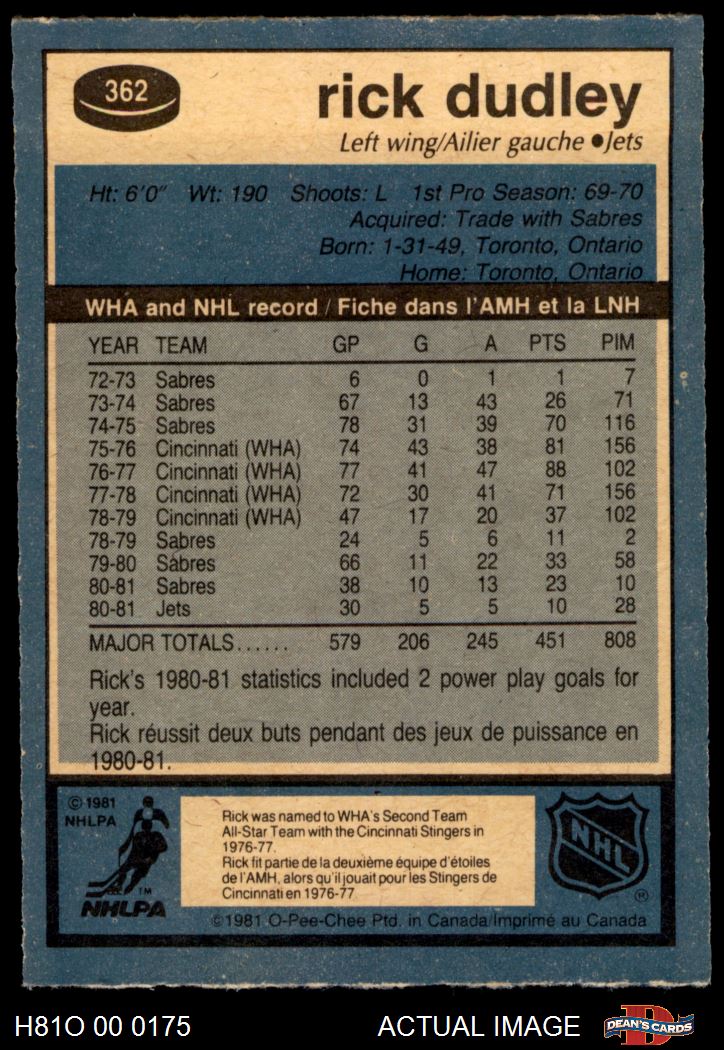 362
rick dudley
Left wing/Ailier gauche ●Jets
Ht: 6'0" Wt: 190 Shoots: L 1st Pro Season: 69-70
Acquired: Trade with Sabres
Born: 1-31-49, Toronto, Ontario
Home: Toronto, Ontario
WHA and NHL record / Fiche dans l'AMH et la LNH
YEAR TEAM GP G A PTS PIM
72-73 Sabres 6 0 1 1 7
73-74 Sabres 67 13 43 26 71
74-75 Sabres 78 31 39 70 116
75-76 Cincinnati (WHA) 74 43 38 81 156
76-77 Cincinnati (WHA) 77 41 47 88 102
77-78 Cincinnati (WHA) 72 30 41 71 156
78-79 Cincinnati (WHA) 47 17 20 37 102
78-79 Sabres 24 5 6 11 2
79-80 Sabres 66 11 22 33 58
80-81 Sabres 38 10 13 23 10
80-81 Jets 30 5 5 10 28
MAJOR TOTALS...... 579 206 245 451 808
Rick's 1980-81 statistics included 2 power play goals for
year.
Rick réussit deux buts pendant des jeux de puissance en
1980-81.
© 1981
NHLPA
TM
NHLPA
Rick was named to WHA's Second Team
All-Star Team with the Cincinnati Stingers in
1976-77.
Rick fit partie de la deuxième équipe d'étoiles
de l'AMH, alors qu'il jouait pour les Stingers de
Cincinnati en 1976-77
NHL
®
©1981 O-Pee-Chee Ptd. in Canada/Imprimé au Canada
H81O 00 0175
ACTUAL IMAGE
D
DEAN'S CARDS